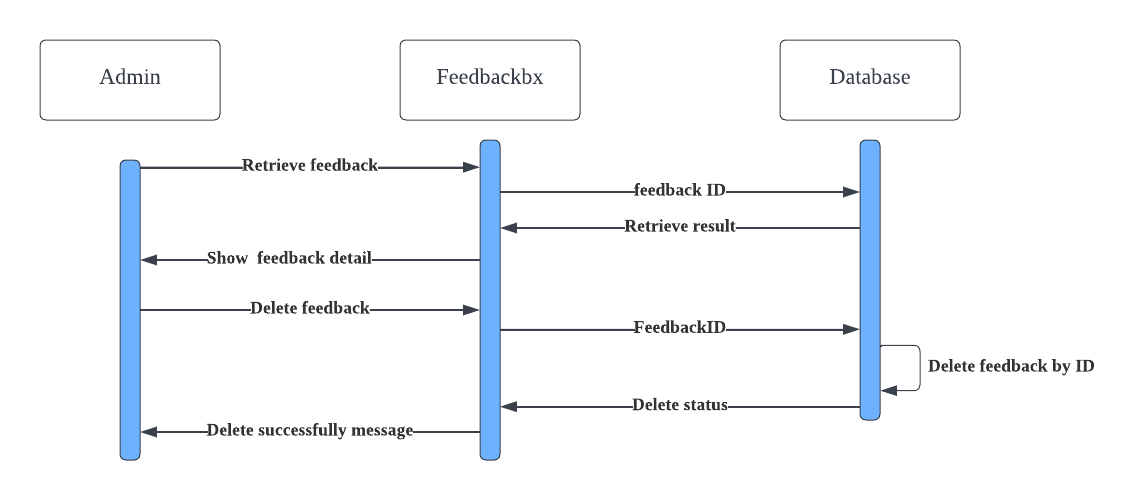 Admin
Feedbackbx
Database
Retrieve feedback
feedback ID
Retrieve result
Show  feedback detail
Delete feedback
FeedbackID
Delete feedback by ID
Delete status
Delete successfully message